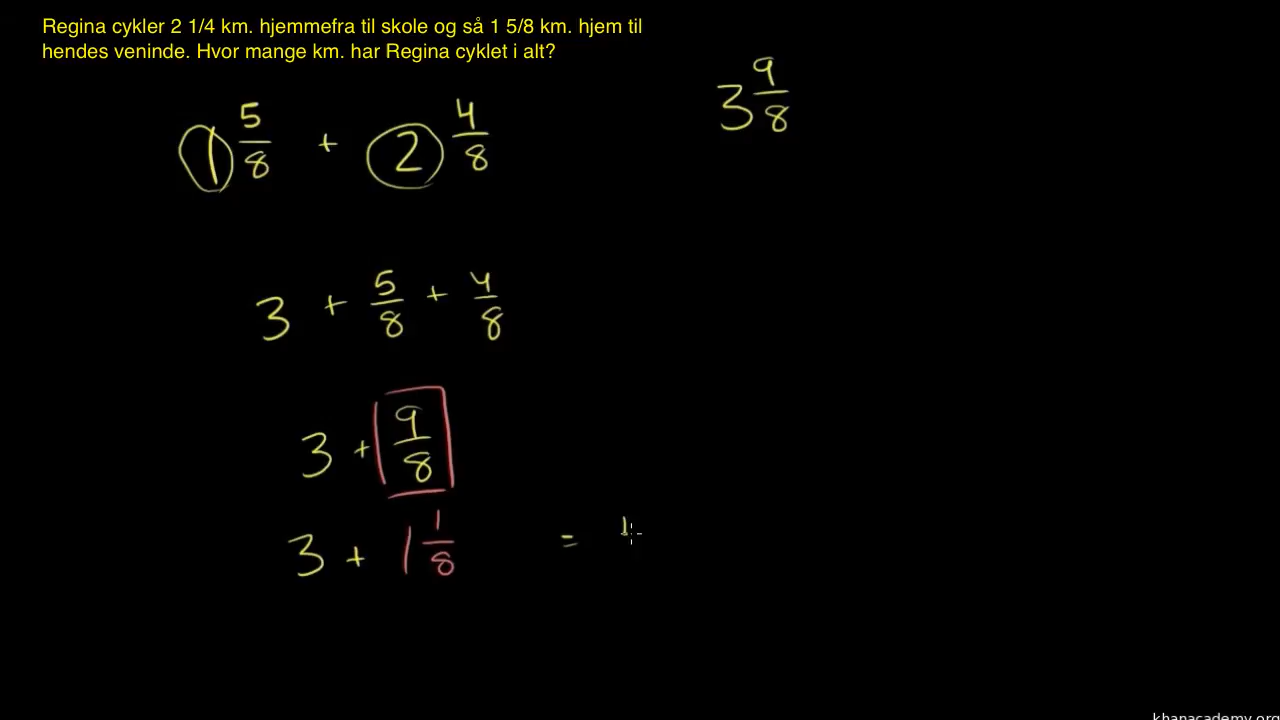 Regina cykler 2 1/4 km. hjemmefra til skole og så 1 5/8 km. hjem til
hendes veninde. Hvor mange km. har Regina cyklet i alt?
3 9/8
1 5/8 + 2 4/8
3 + 5/8 + 4/8
3 + 9/8
3 + 1 1/8 =
khanacademy.org